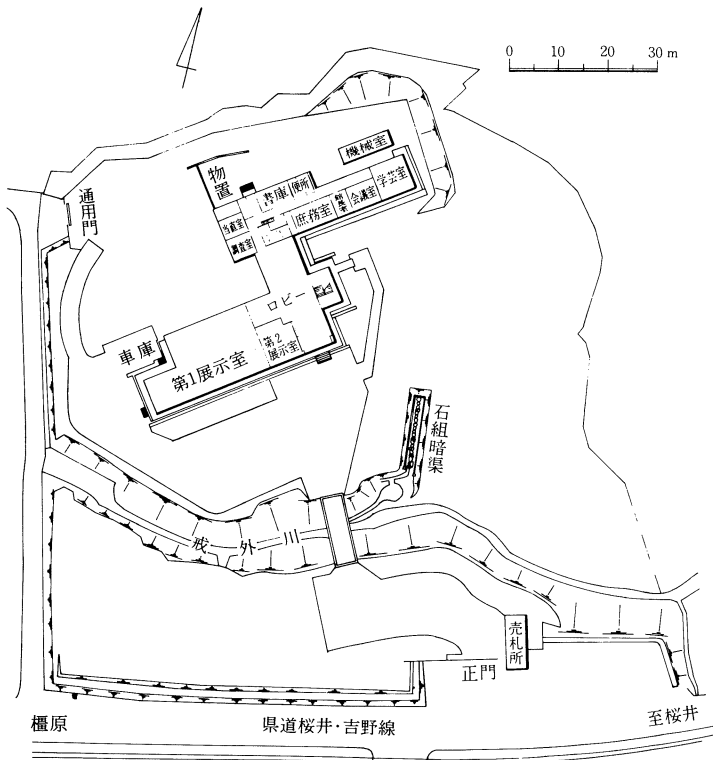 0 10 20 30 m
機械室
物置
書庫
便所
学芸室
会議室
庶務室
通用門
当直室
調査室
ロビー
車庫
第1展示室
第2
展示室
石組暗渠
戒外川
売札所
正門
橿原
県道桜井・吉野線
至桜井